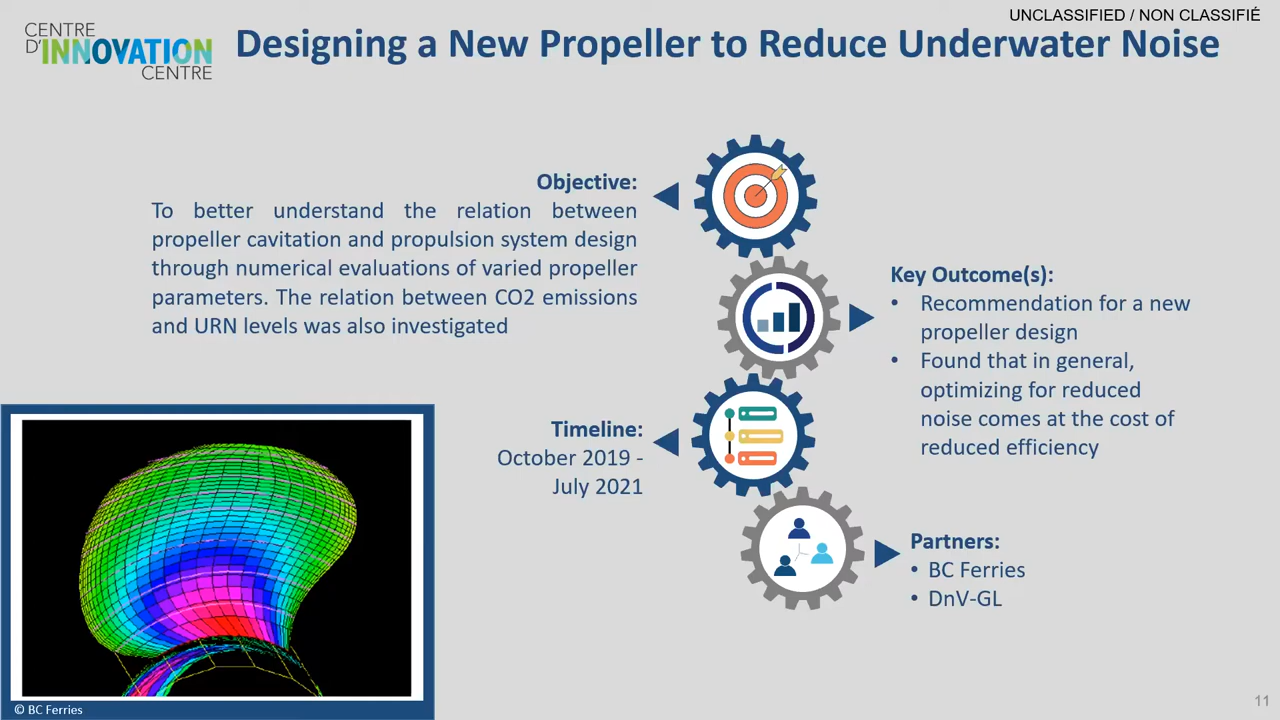 UNCLASSIFIED / NON CLASSIFIÉ
CENTRE
D'INNOVATION
CENTRE
Designing a New Propeller to Reduce Underwater Noise
Objective:
To better understand the relation between
propeller cavitation and propulsion system design
through numerical evaluations of varied propeller
parameters. The relation between CO2 emissions
and URN levels was also investigated
Key Outcome(s):
• Recommendation for a new
propeller design
• Found that in general,
optimizing for reduced
noise comes at the cost of
reduced efficiency
Timeline:
October 2019 -
July 2021
Partners:
• BC Ferries
• DnV-GL
© BC Ferries
11